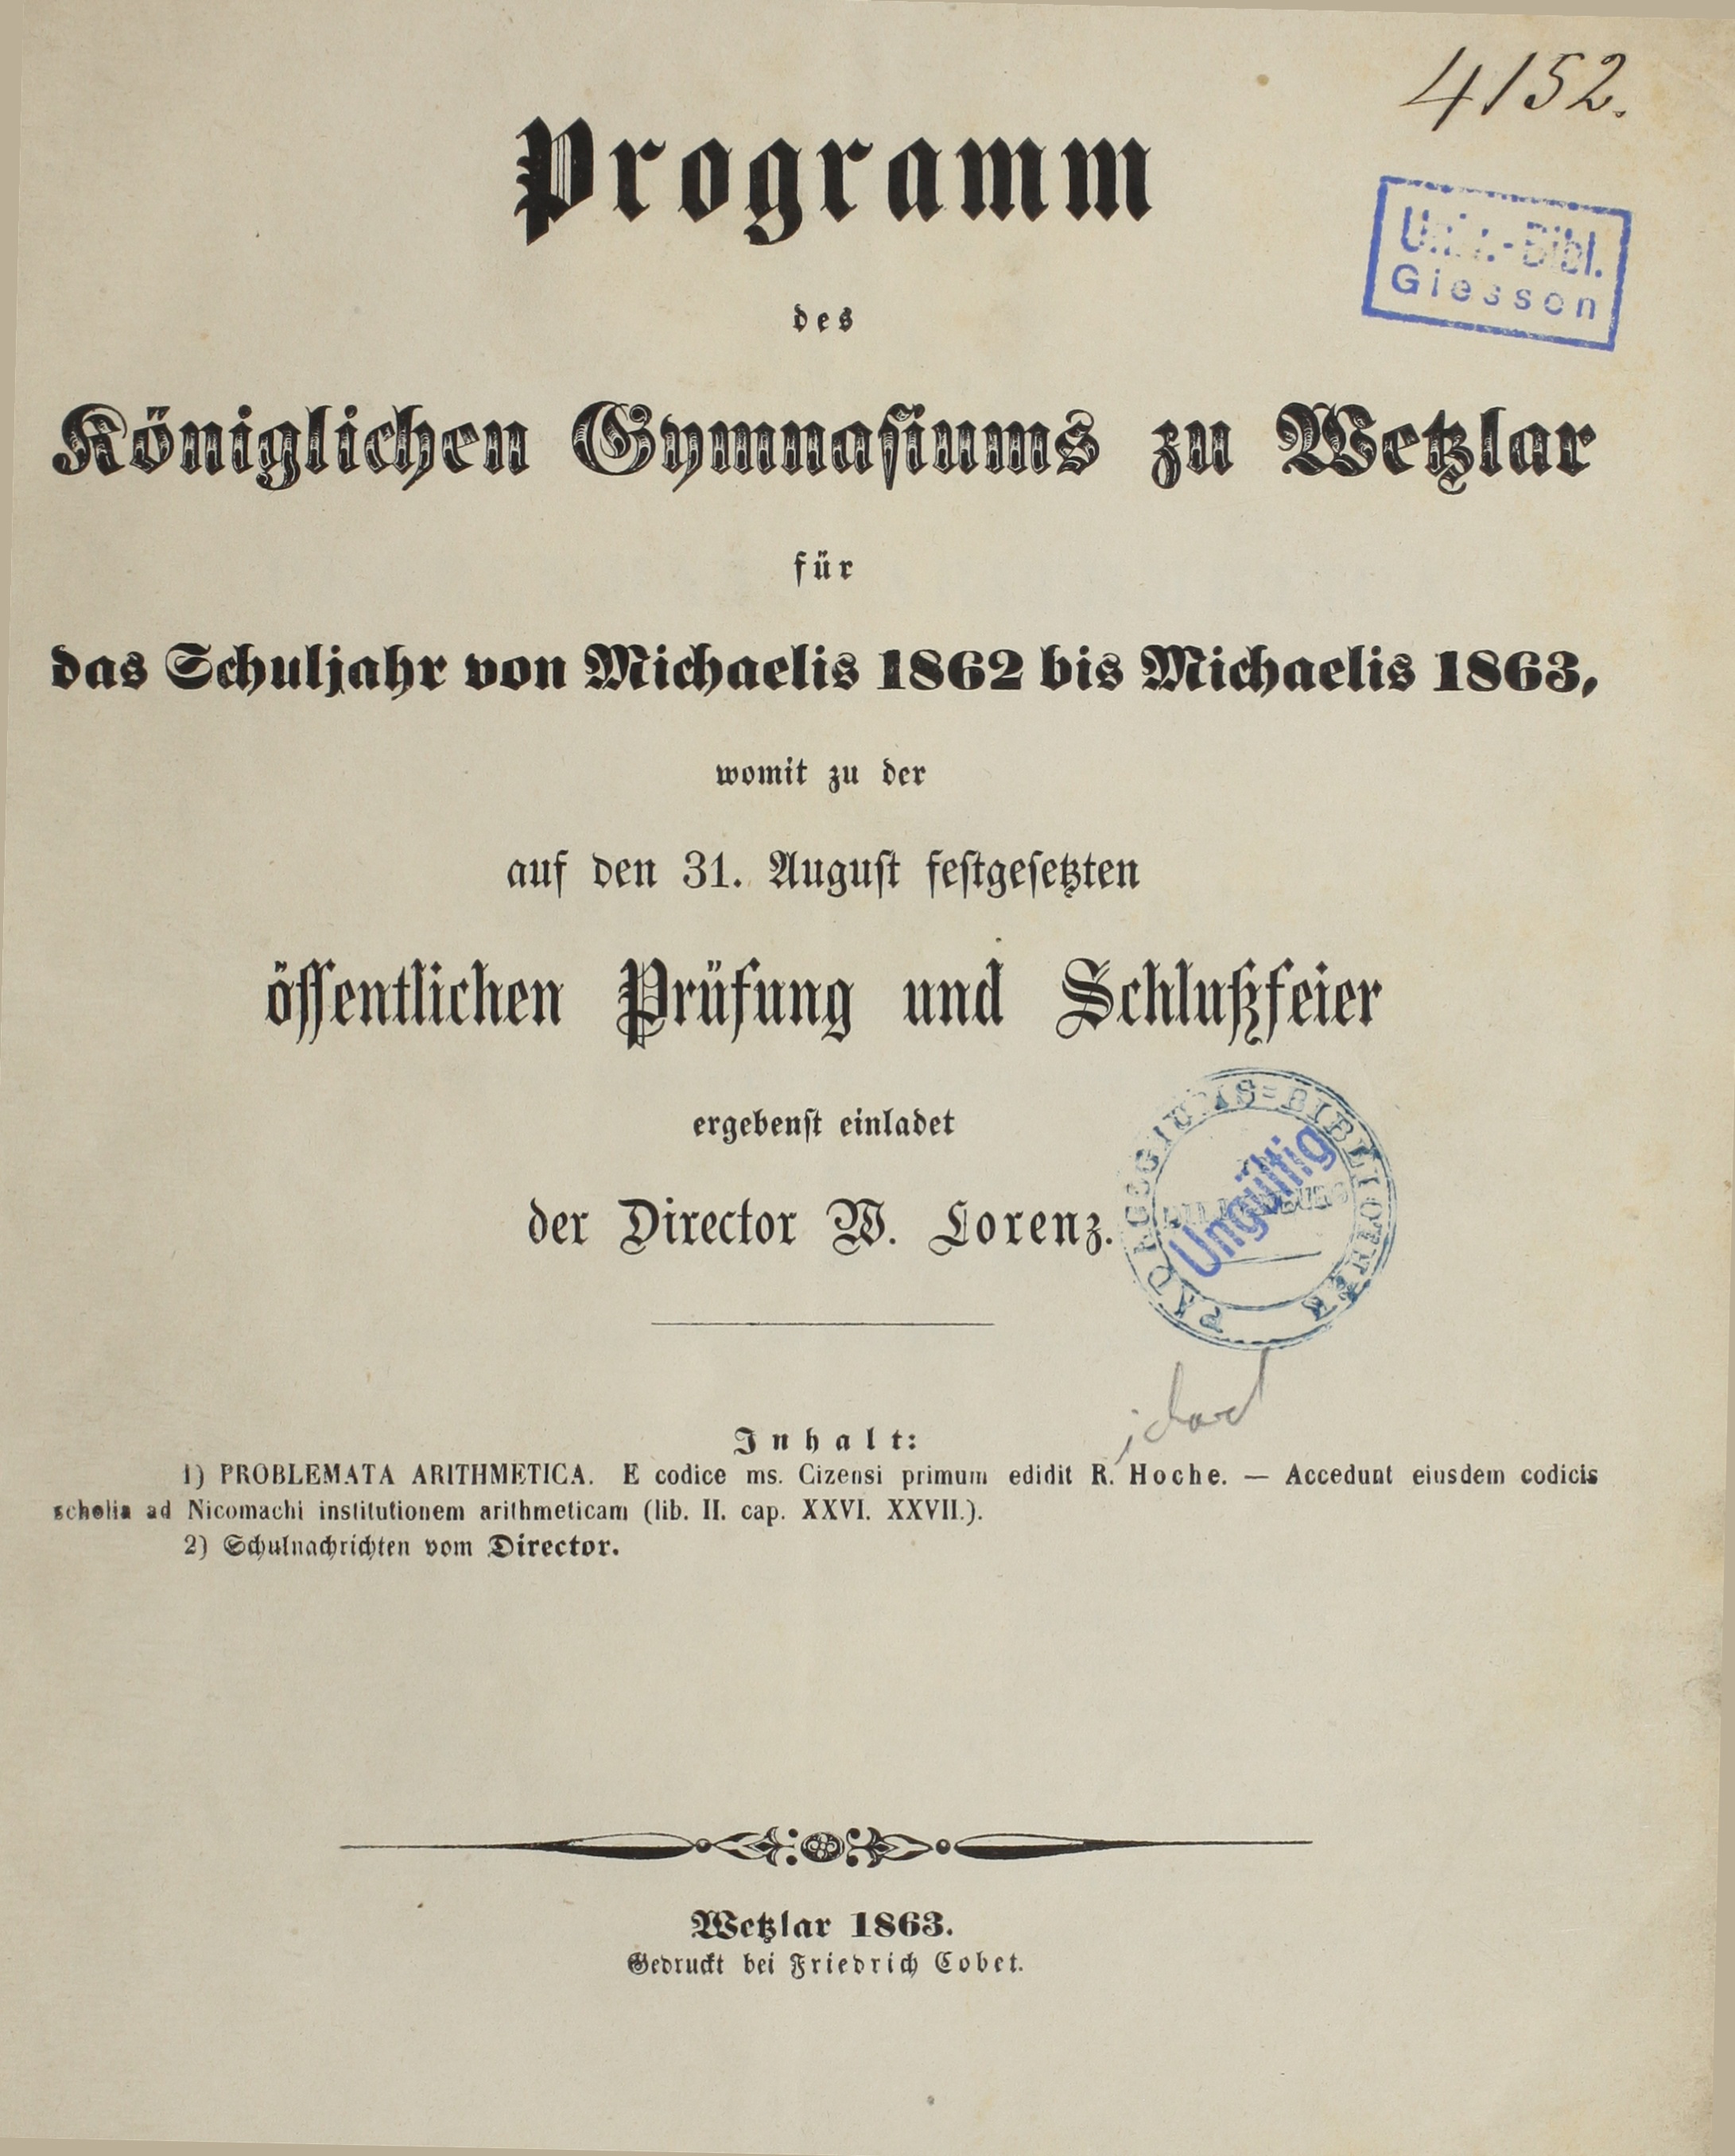 4152.
Programm
Univ.-Bibl.
Giessen
des
Königlichen Gymnasiums zu Wetzlar
für
das Schuljahr von Michaelis 1862 bis Michaelis 1863,
womit zu der
auf den 31. August festgesetzten
öffentlichen Prüfung und Schlußfeier
ergebenst einladet
PÄDAGOGIUMS=BIBLIOTHEK
Ungültig
der Director W. Lorenz.
ichard
Inhalt:
1) PROBLEMATA ARITHMETICA. E codice ms. Cizensi primum edidit R. Hoche. — Accedunt eiusdem codicis
scholia ad Nicomachi institutionem arithmeticam (lib. II. cap. XXVI. XXVII.).
2) Schulnachrichten vom Director.
Wetzlar 1863.
Gedruckt bei Friedrich Cobet.